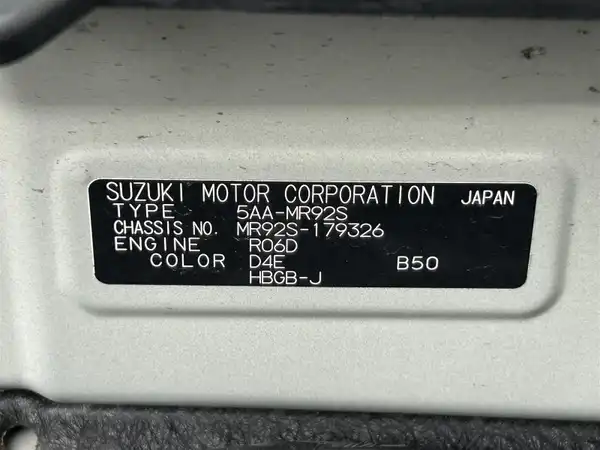 SUZUKI MOTOR CORPORATION JAPAN
TYPE 5AA-MR92S
CHASSIS NO. MR92S-179326
ENGINE R06D
COLOR D4E B50
HBGB-J